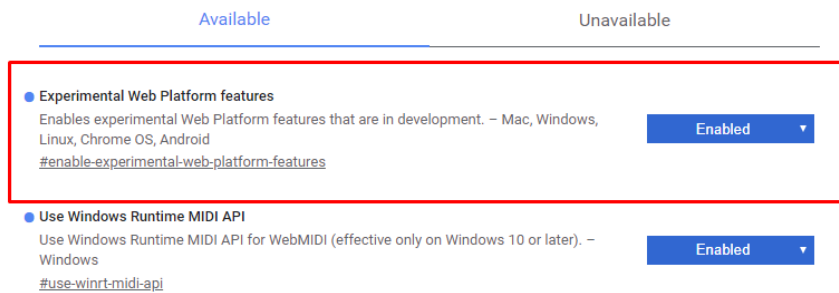 Available
Unavailable
Experimental Web Platform features
Enables experimental Web Platform features that are in development. – Mac, Windows,
Linux, Chrome OS, Android
#enable-experimental-web-platform-features
Enabled
Use Windows Runtime MIDI API
Use Windows Runtime MIDI API for WebMIDI (effective only on Windows 10 or later). –
Windows
#use-winrt-midi-api
Enabled